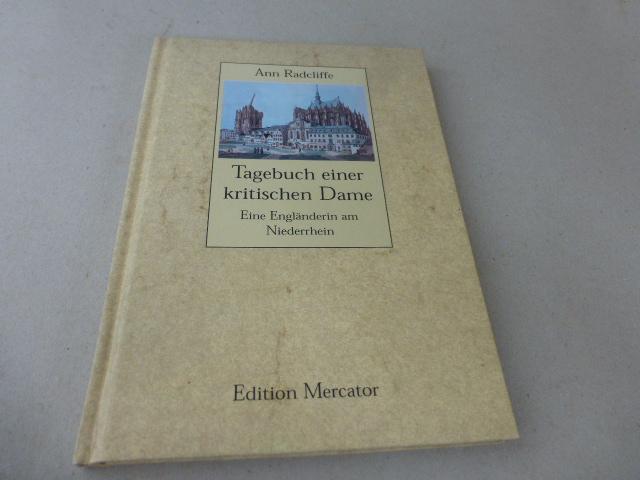 Ann Radcliffe
Tagebuch einer
kritischen Dame
Eine Engländerin am
Niederrhein
Edition Mercator